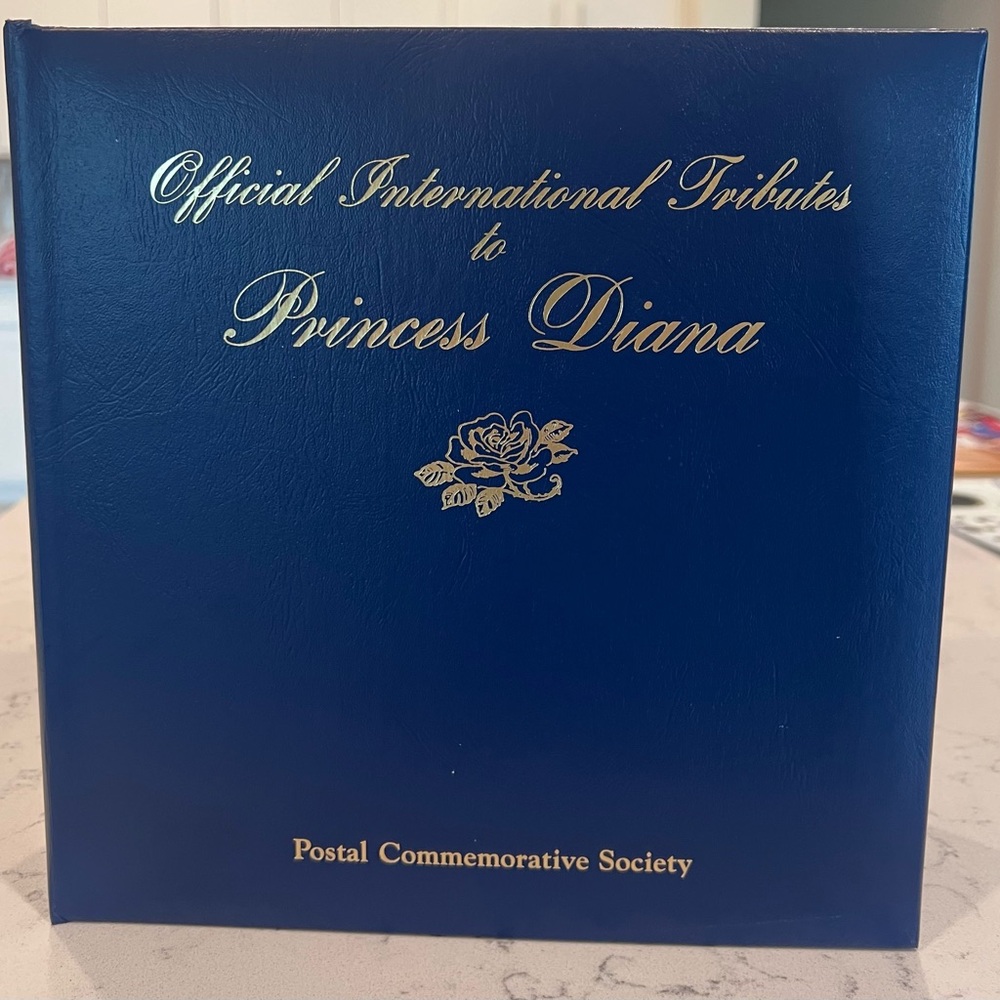 Official International Tributes
to
Princess Diana
Postal Commemorative Society